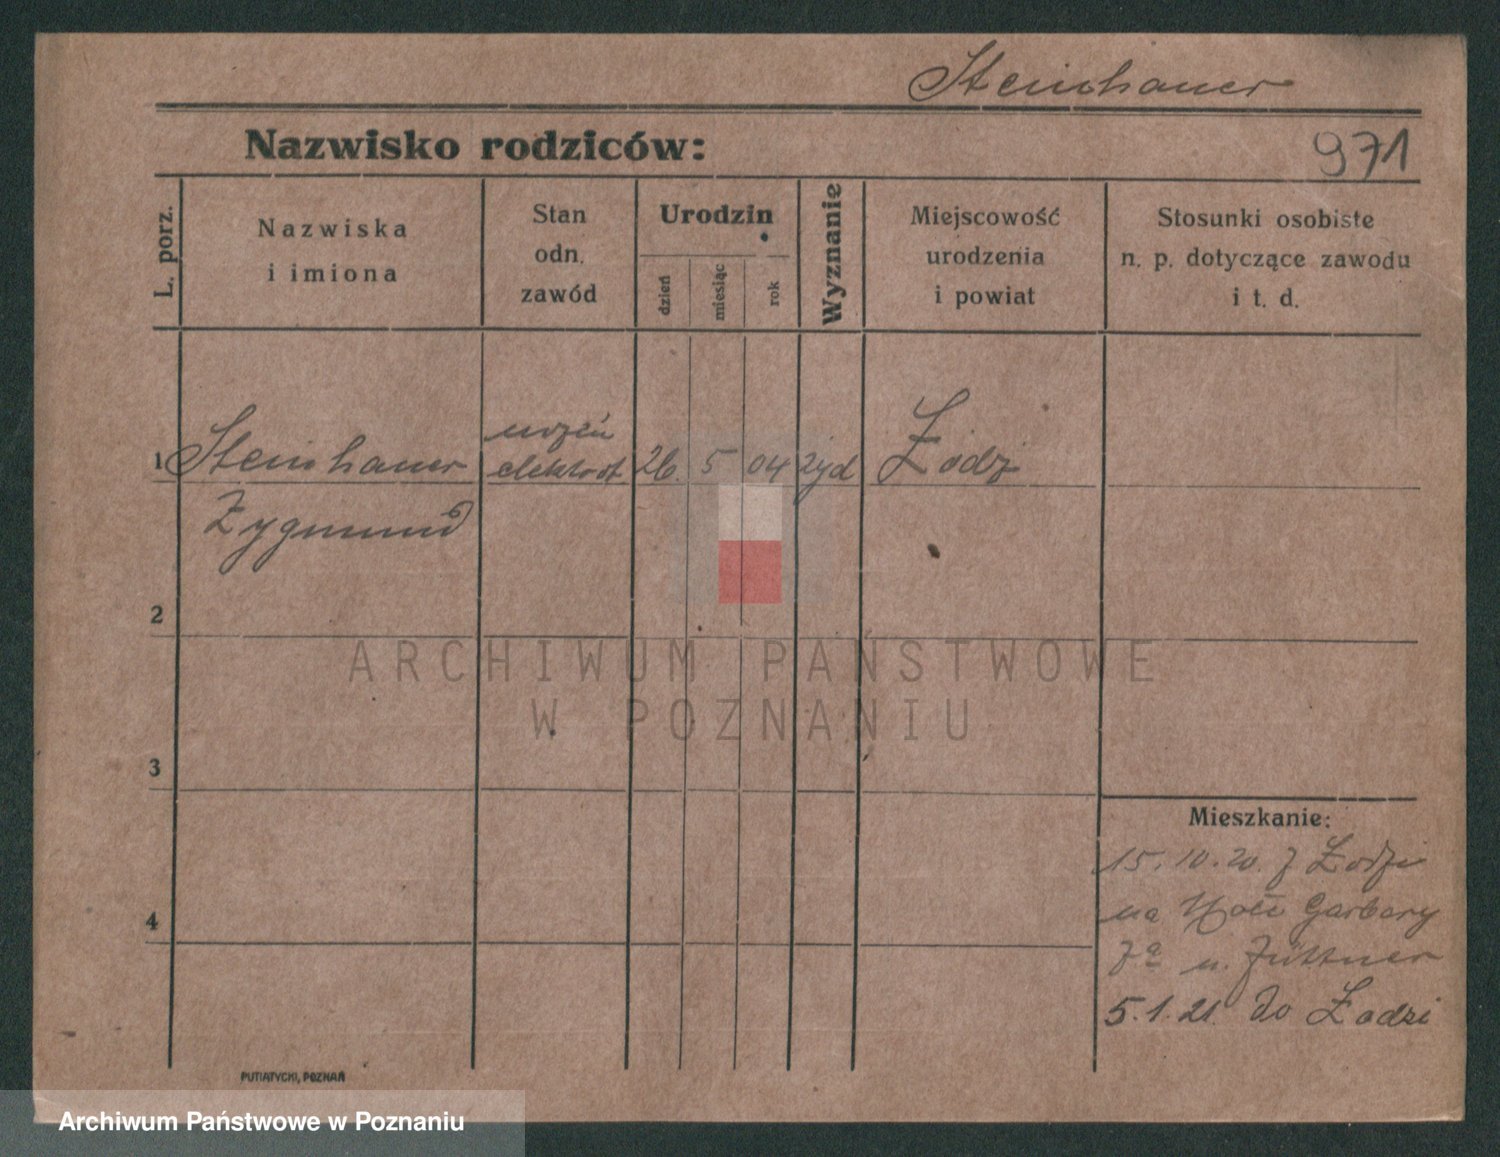 Steinhauer
Nazwisko rodziców:
971
L. porz.
Nazwiska
i imiona
Stan
odn.
zawód
Urodzin
dzień
miesiąc
rok
Wyznanie
Miejscowość
urodzenia
i powiat
Stosunki osobiste
n. p. dotyczące zawodu
i t. d.
1 Steinhauer uczeń elektrot 26. 5 04 żyd Łódź
Zygmund
2
3
4
ARCHIWUM PAŃSTWOWE
W POZNANIU
Mieszkanie:
15.10.20. z Łodzi
na Garbary
7a u. Jüttner
5.1.21. do Łodzi
PUTIATYCKI, POZNAŃ
Archiwum Państwowe w Poznaniu